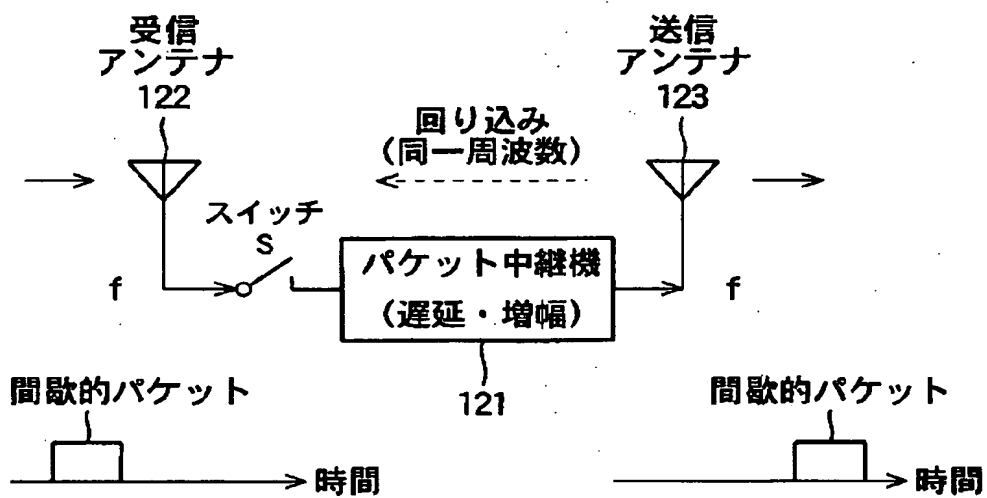 受信
アンテナ
122
送信
アンテナ
123
回り込み
(同一周波数)
スイッチ
S
f
パケット中継機
(遅延・増幅)
f
121
間歇的パケット
時間
間歇的パケット
時間